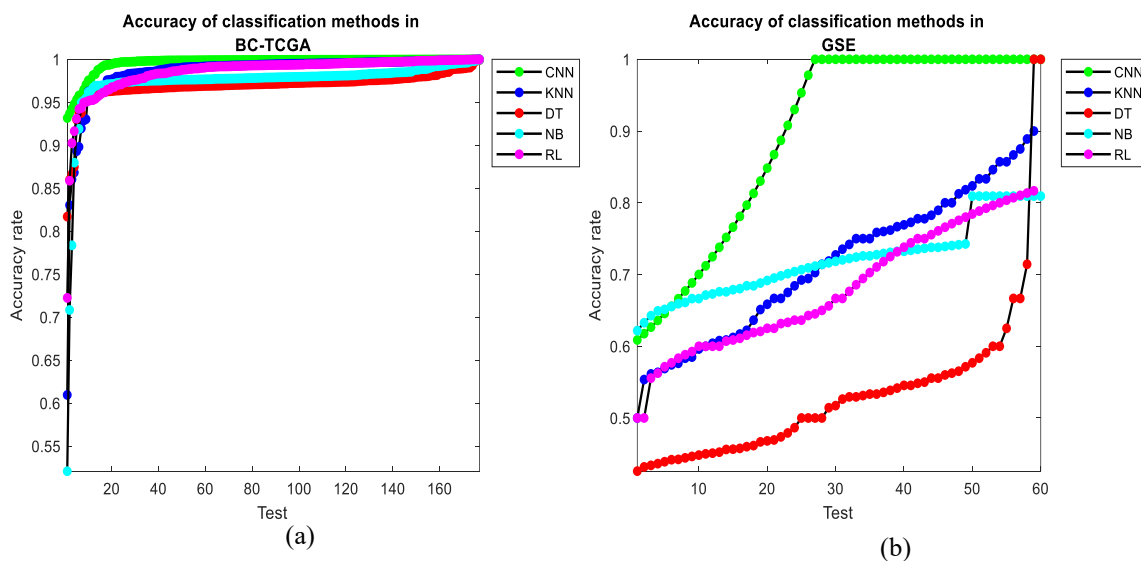 Accuracy of classification methods in
BC-TCGA
1
0.95
0.9
0.85
0.8
0.75
0.7
0.65
0.6
0.55
Accuracy rate
20
40
60
80
100
120
140
160
Test
CNN
KNN
DT
NB
RL
(a)
Accuracy of classification methods in
GSE
1
0.9
0.8
0.7
0.6
0.5
Accuracy rate
10
20
30
40
50
60
Test
CNN
KNN
DT
NB
RL
(b)